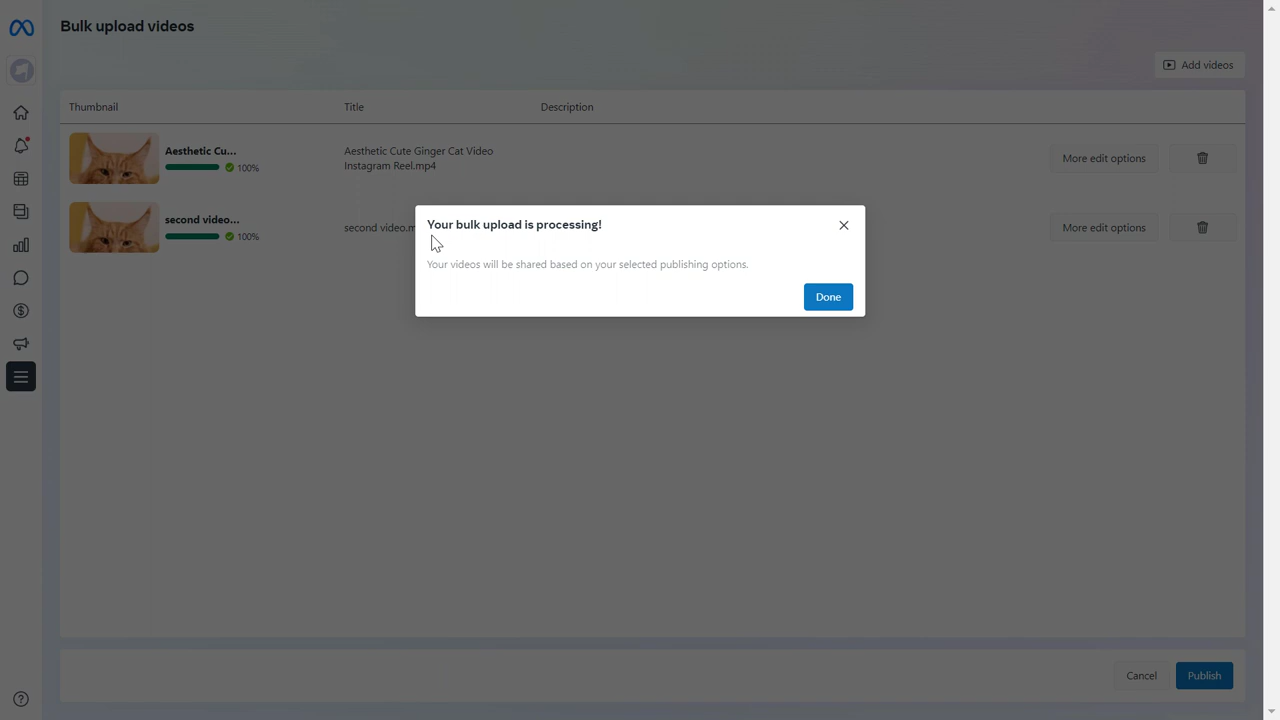 Bulk upload videos
Add videos
Thumbnail Title Description
Aesthetic Cu...
100%
Aesthetic Cute Ginger Cat Video
Instagram Reel.mp4
More edit options
second video...
100%
second video.m
More edit options
Your bulk upload is processing!
Your videos will be shared based on your selected publishing options.
Done
Cancel
Publish